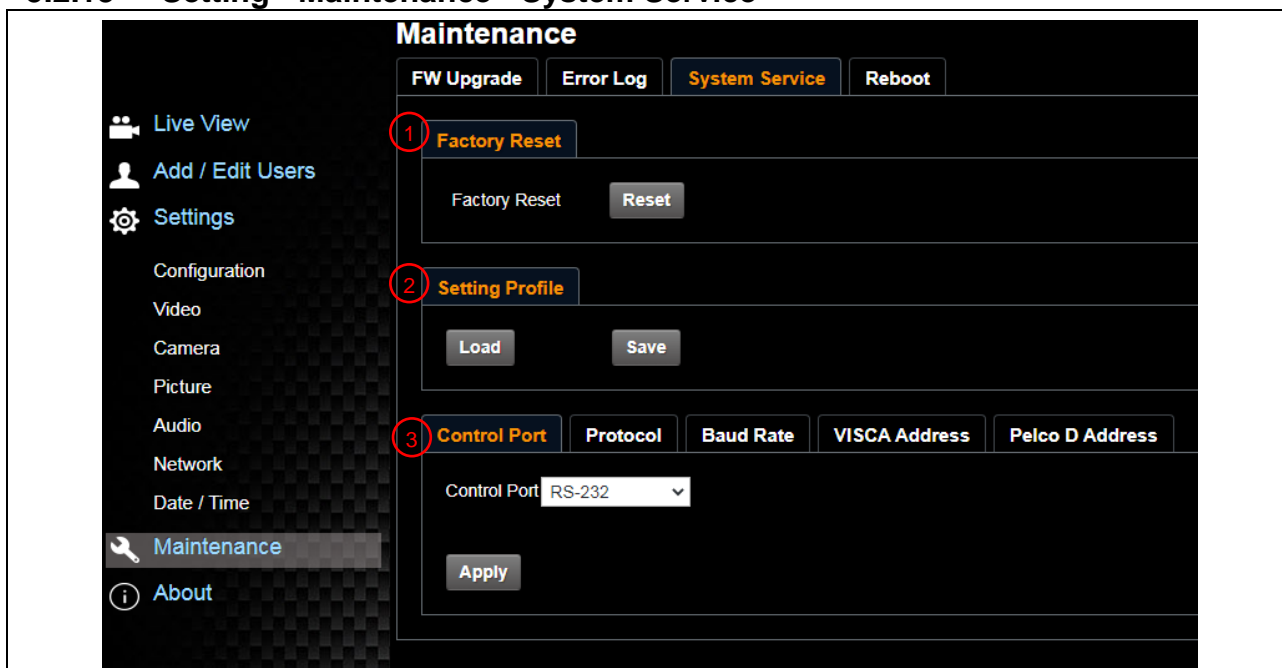 Maintenance
FW Upgrade Error Log System Service Reboot
Live View
Add / Edit Users
Settings
Configuration
Video
Camera
Picture
Audio
Network
Date / Time
Maintenance
About
1 Factory Reset
Factory Reset Reset
2 Setting Profile
Load Save
3 Control Port Protocol Baud Rate VISCA Address Pelco D Address
Control Port RS-232
Apply